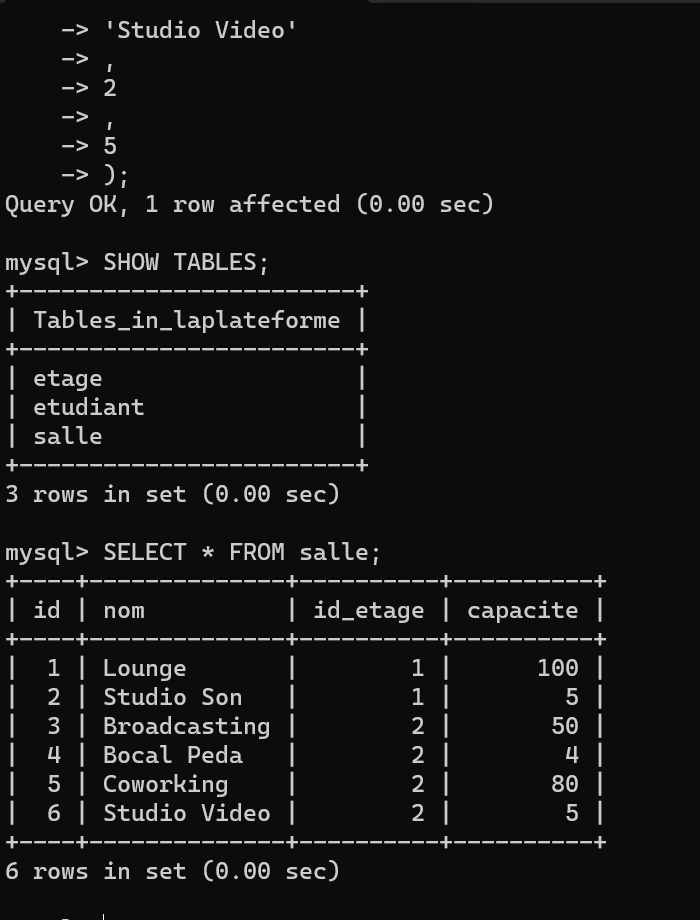 -> 'Studio Video'
    -> ,
    -> 2
    -> ,
    -> 5
    -> );
Query OK, 1 row affected (0.00 sec)

mysql> SHOW TABLES;
+------------------------+
| Tables_in_laplateforme |
+------------------------+
| etage                  |
| etudiant               |
| salle                  |
+------------------------+
3 rows in set (0.00 sec)

mysql> SELECT * FROM salle;
+----+--------------+----------+----------+
| id | nom          | id_etage | capacite |
+----+--------------+----------+----------+
|  1 | Lounge       |        1 |      100 |
|  2 | Studio Son   |        1 |        5 |
|  3 | Broadcasting |        2 |       50 |
|  4 | Bocal Peda   |        2 |        4 |
|  5 | Coworking    |        2 |       80 |
|  6 | Studio Video |        2 |        5 |
+----+--------------+----------+----------+
6 rows in set (0.00 sec)